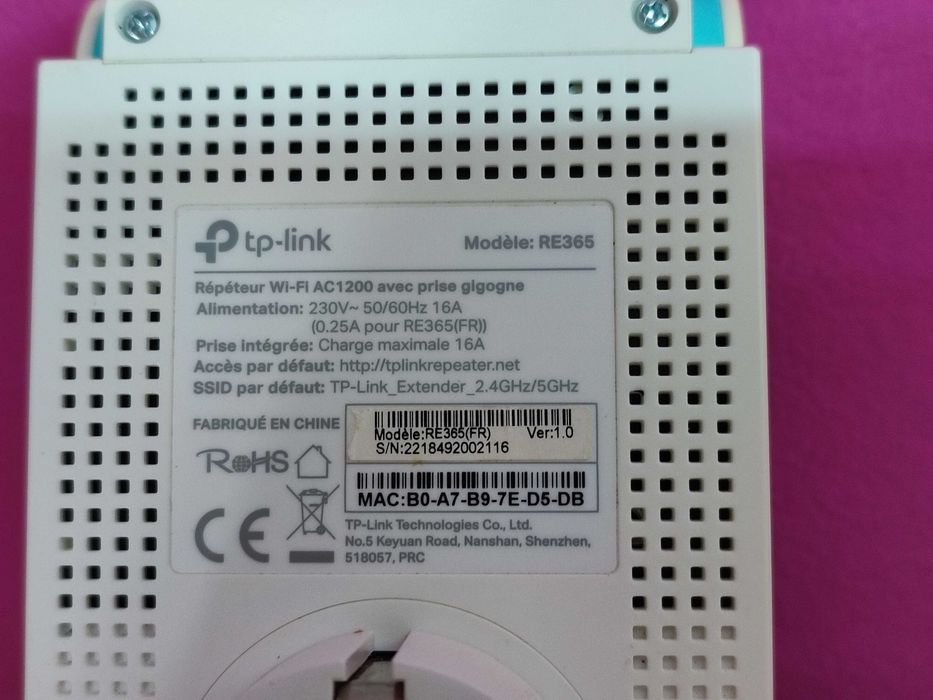 tp-link
Modèle: RE365
Répéteur Wi-Fi AC1200 avec prise gigogne
Alimentation: 230V~ 50/60Hz 16A
(0.25A pour RE365(FR))
Prise intégrée: Charge maximale 16A
Accès par défaut: http://tplinkrepeater.net
SSID par défaut: TP-Link_Extender_2.4GHz/5GHz
FABRIQUÉ EN CHINE
Modèle:RE365(FR) Ver:1.0
S/N:2218492002116
RoHS
MAC:B0-A7-B9-7E-D5-DB
CE
TP-Link Technologies Co., Ltd.
No.5 Keyuan Road, Nanshan, Shenzhen,
518057, PRC